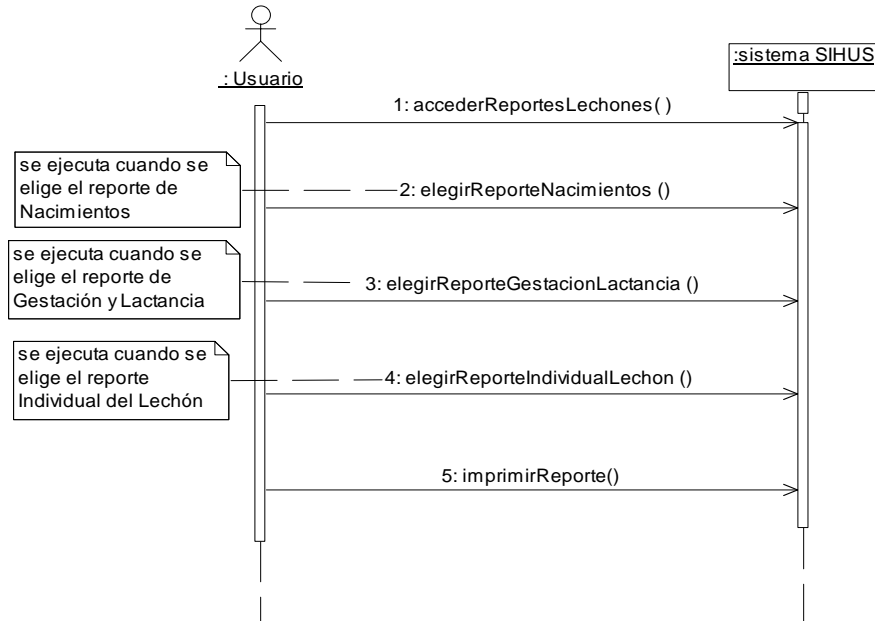 : Usuario
:sistema SIHUS
1: accederReportesLechones( )
se ejecuta cuando se
elige el reporte de
Nacimientos
2: elegirReporteNacimientos ()
se ejecuta cuando se
elige el reporte de
Gestación y Lactancia
3: elegirReporteGestacionLactancia ()
se ejecuta cuando se
elige el reporte
Individual del Lechón
4: elegirReporteIndividualLechon ()
5: imprimirReporte()